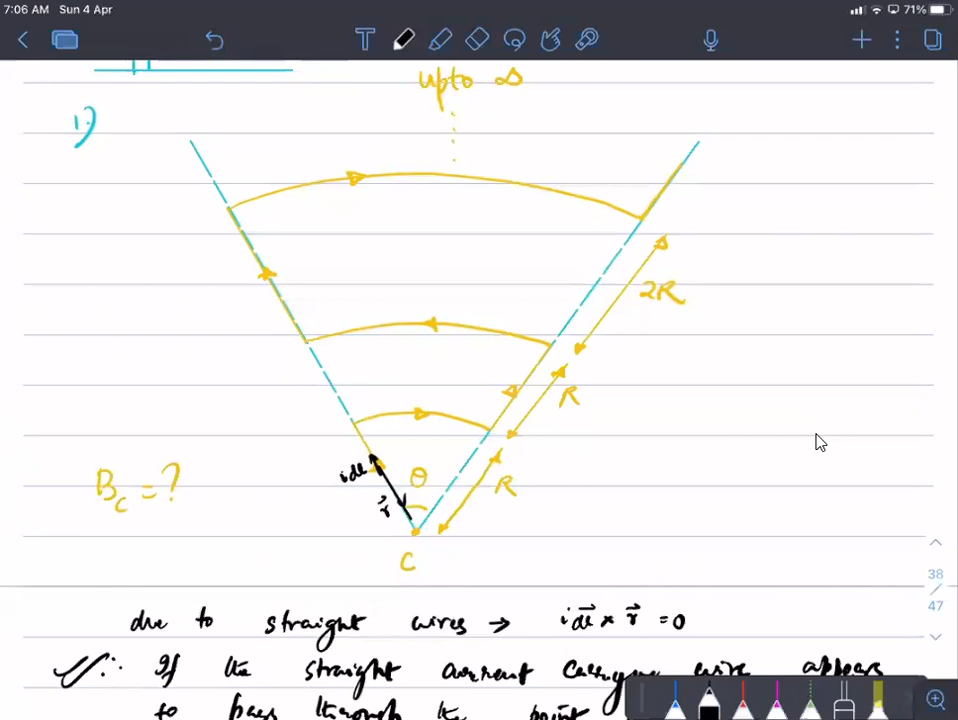 7:06 AM Sun 4 Apr
71%
T
upto ∞
1)
2R
R
idl
θ
R
r⃗
B_C = ?
C
38
47
due to straight wires → i d⃗l × r⃗ = 0
∴ If the straight current carrying wire appears
to pass through the point